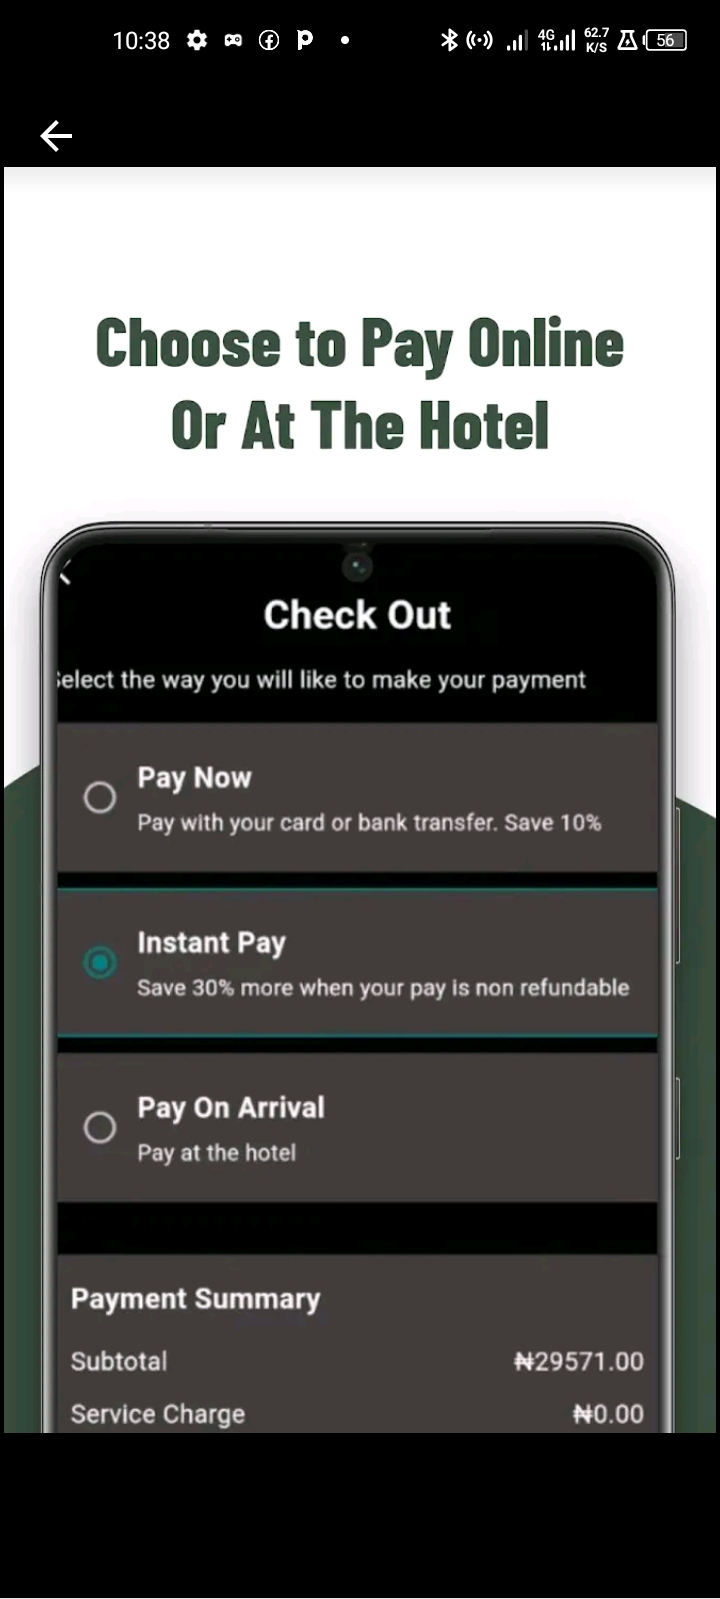 10:38
4G
62.7
K/S
56
Choose to Pay Online
Or At The Hotel
Check Out
Select the way you will like to make your payment
Pay Now
Pay with your card or bank transfer. Save 10%
Instant Pay
Save 30% more when your pay is non refundable
Pay On Arrival
Pay at the hotel
Payment Summary
Subtotal ₦29571.00
Service Charge ₦0.00